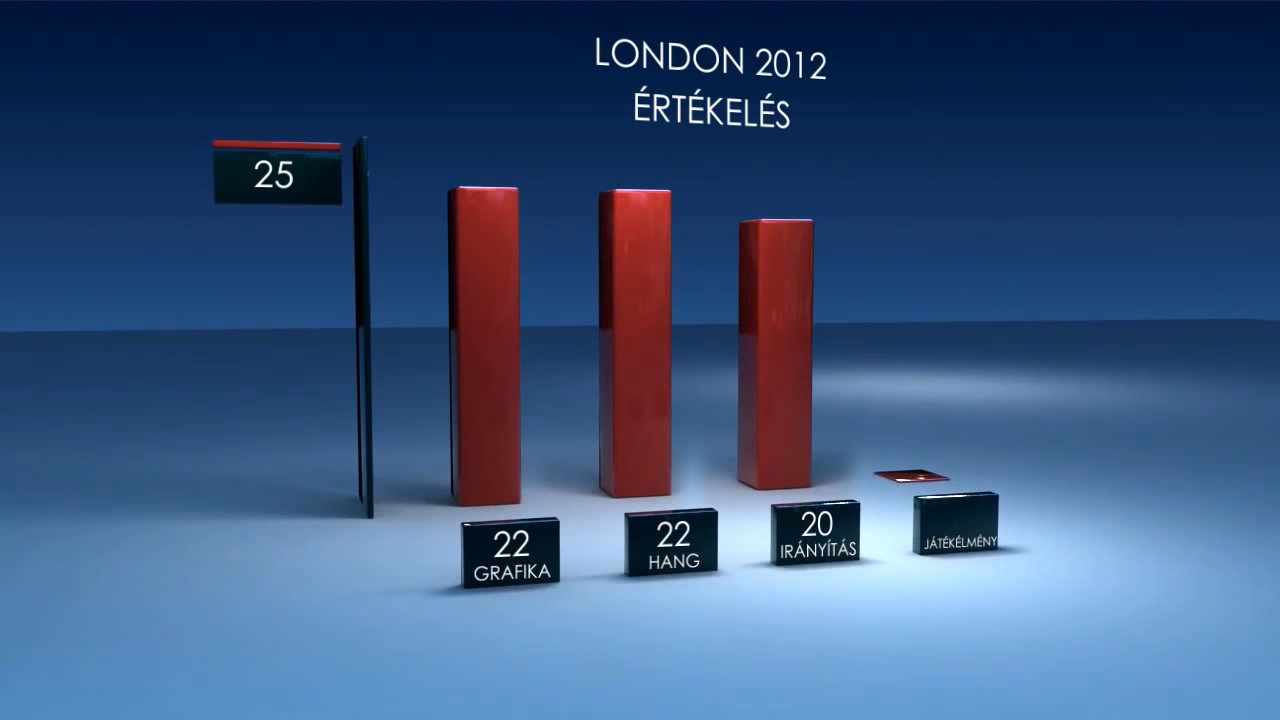 LONDON 2012
ÉRTÉKELÉS
25
22
GRAFIKA
22
HANG
20
IRÁNYÍTÁS
JÁTÉKÉLMÉNY